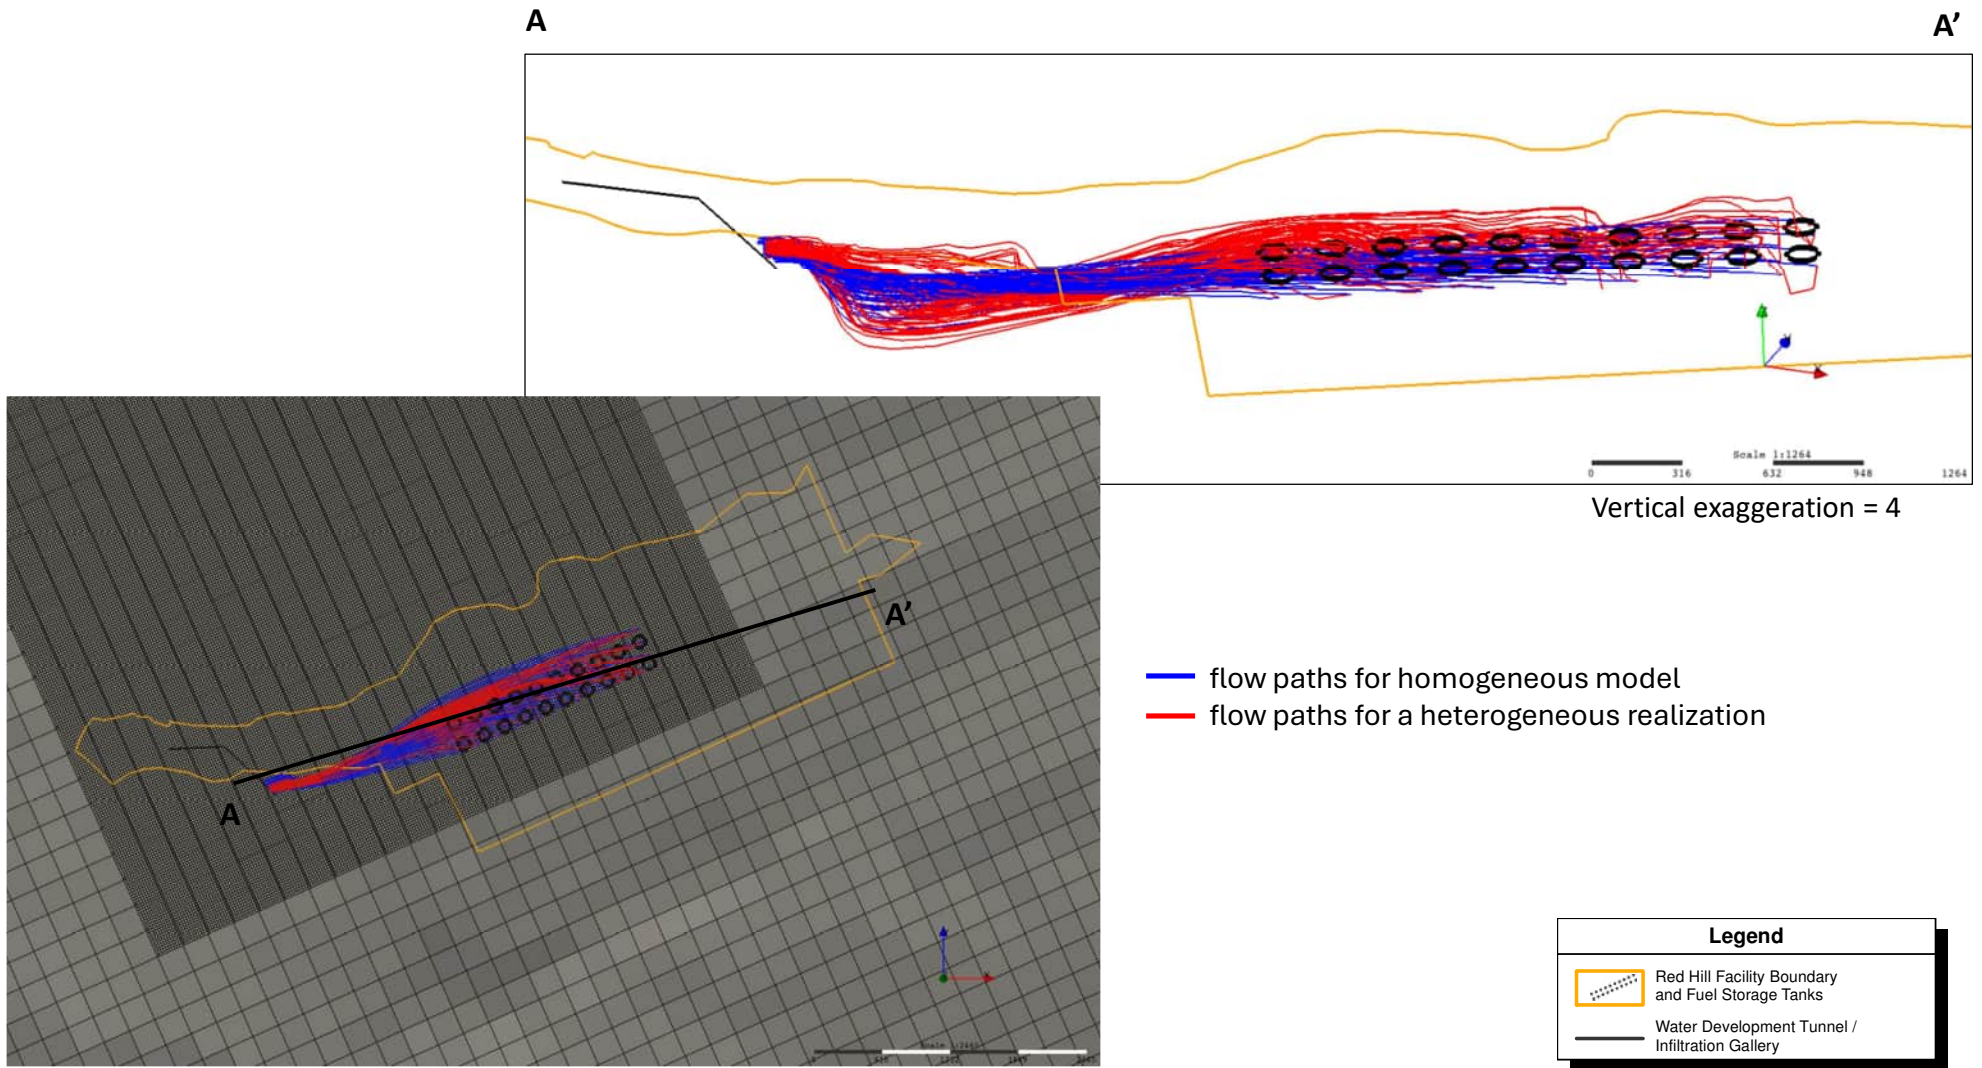 A
A’
Scale 1:1264
0 316 632 948 1264
Vertical exaggeration = 4
A’
A
flow paths for homogeneous model
flow paths for a heterogeneous realization
Legend
Red Hill Facility Boundary
and Fuel Storage Tanks
Water Development Tunnel /
Infiltration Gallery